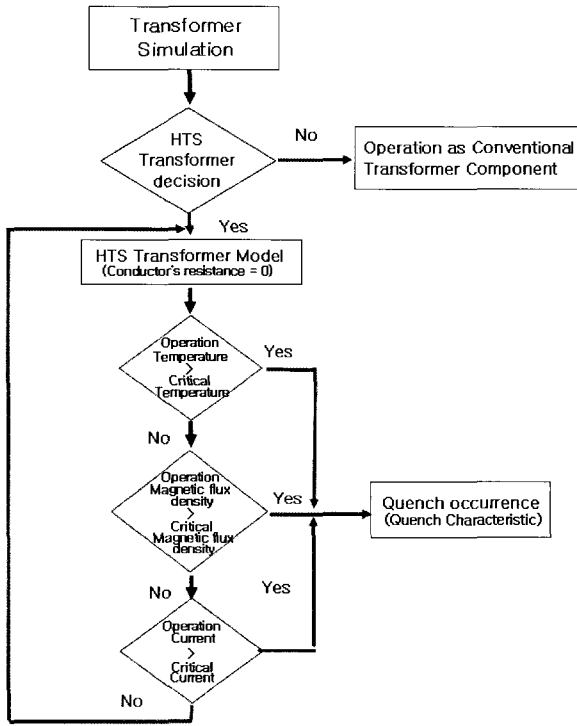 Transformer
Simulation
HTS
Transformer
decision
No
Operation as Conventional
Transformer Component
Yes
HTS Transformer Model
(Conductor's resistance = 0)
Operation
Temperature
>
Critical
Temperature
Yes
No
Operation
Magnetic flux
density
>
Critical
Magnetic flux
density
Yes
Quench occurrence
(Quench Characteristic)
No
Yes
Operation
Current
>
Critical
Current
No